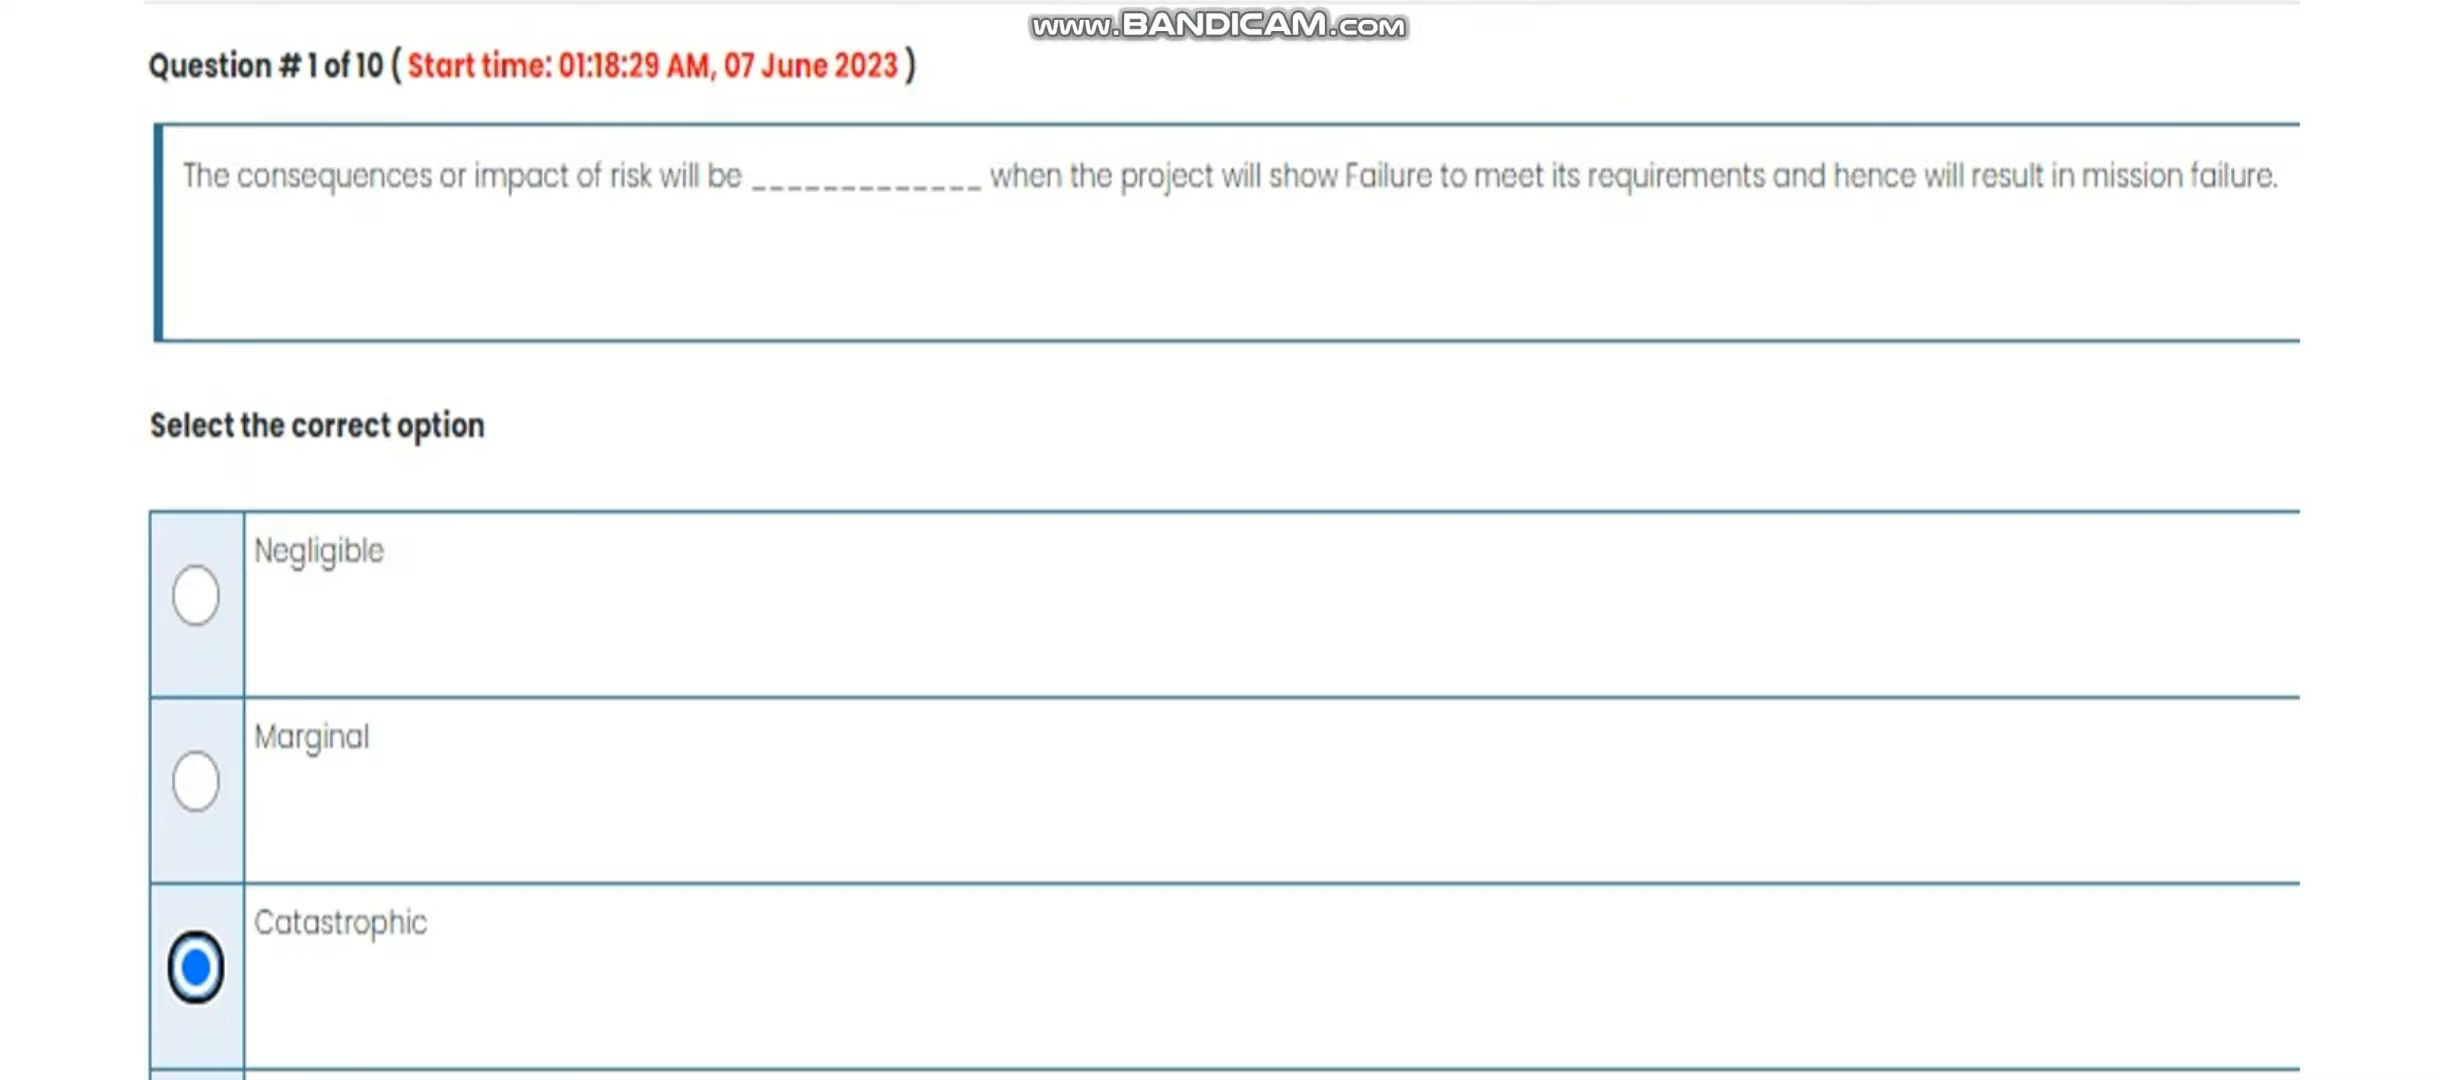 www.BANDICAM.com
Question # 1 of 10 ( Start time: 01:18:29 AM, 07 June 2023 )
The consequences or impact of risk will be _____________ when the project will show Failure to meet its requirements and hence will result in mission failure.
Select the correct option
Negligible
Marginal
Catastrophic